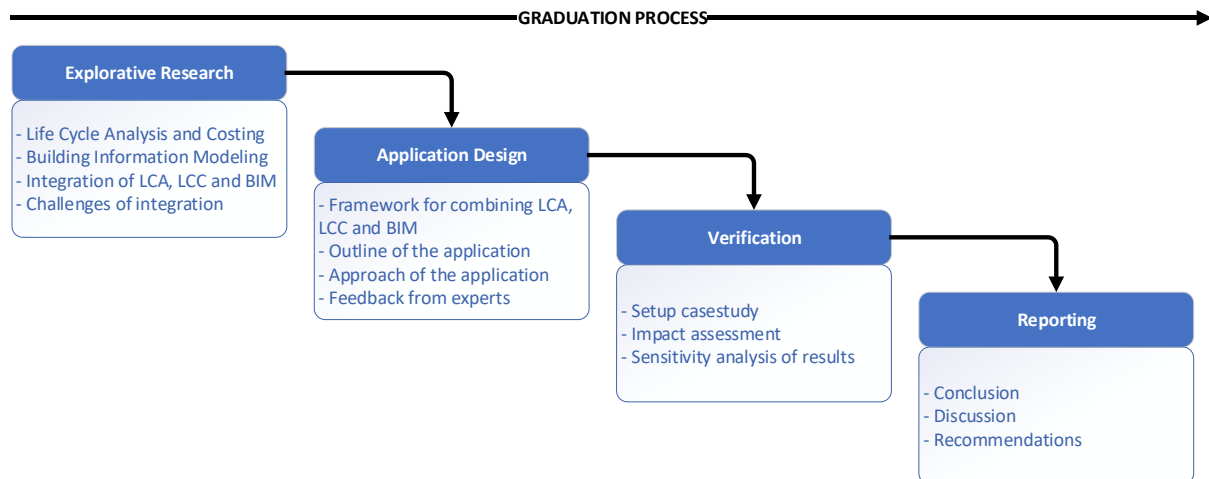 GRADUATION PROCESS
Explorative Research
- Life Cycle Analysis and Costing
- Building Information Modeling
- Integration of LCA, LCC and BIM
- Challenges of integration
Application Design
- Framework for combining LCA,
LCC and BIM
- Outline of the application
- Approach of the application
- Feedback from experts
Verification
- Setup casestudy
- Impact assessment
- Sensitivity analysis of results
Reporting
- Conclusion
- Discussion
- Recommendations